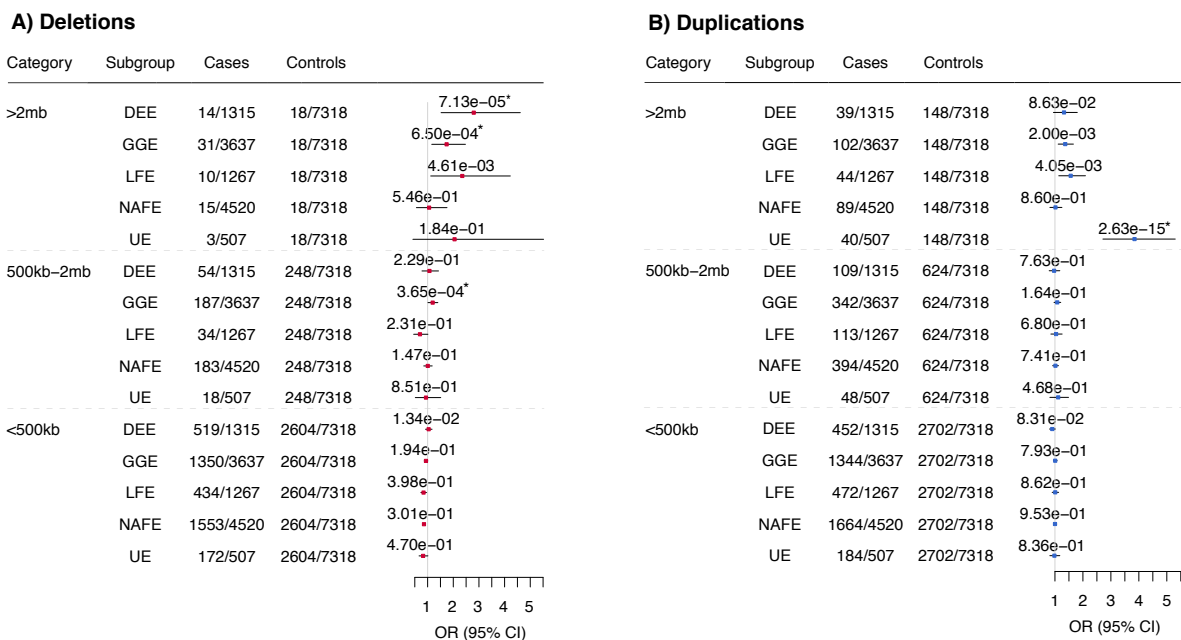 A) Deletions
Category Subgroup Cases Controls
>2mb DEE 14/1315 18/7318 7.13e−05*
GGE 31/3637 18/7318 6.50e−04*
LFE 10/1267 18/7318 4.61e−03
NAFE 15/4520 18/7318 5.46e−01
UE 3/507 18/7318 1.84e−01
500kb−2mb DEE 54/1315 248/7318 2.29e−01
GGE 187/3637 248/7318 3.65e−04*
LFE 34/1267 248/7318 2.31e−01
NAFE 183/4520 248/7318 1.47e−01
UE 18/507 248/7318 8.51e−01
<500kb DEE 519/1315 2604/7318 1.34e−02
GGE 1350/3637 2604/7318 1.94e−01
LFE 434/1267 2604/7318 3.98e−01
NAFE 1553/4520 2604/7318 3.01e−01
UE 172/507 2604/7318 4.70e−01
1 2 3 4 5
OR (95% CI)
B) Duplications
Category Subgroup Cases Controls
>2mb DEE 39/1315 148/7318 8.63e−02
GGE 102/3637 148/7318 2.00e−03
LFE 44/1267 148/7318 4.05e−03
NAFE 89/4520 148/7318 8.60e−01
UE 40/507 148/7318 2.63e−15*
500kb−2mb DEE 109/1315 624/7318 7.63e−01
GGE 342/3637 624/7318 1.64e−01
LFE 113/1267 624/7318 6.80e−01
NAFE 394/4520 624/7318 7.41e−01
UE 48/507 624/7318 4.68e−01
<500kb DEE 452/1315 2702/7318 8.31e−02
GGE 1344/3637 2702/7318 7.93e−01
LFE 472/1267 2702/7318 8.62e−01
NAFE 1664/4520 2702/7318 9.53e−01
UE 184/507 2702/7318 8.36e−01
1 2 3 4 5
OR (95% CI)